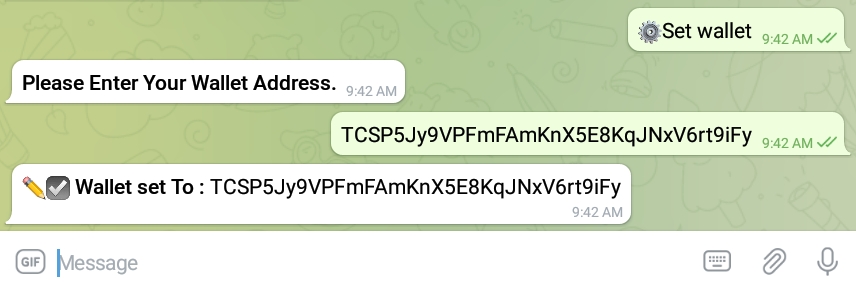 ⚙️Set wallet 9:42 AM
Please Enter Your Wallet Address. 9:42 AM
TCSP5Jy9VPFmFAmKnX5E8KqJNxV6rt9iFy 9:42 AM
✏️☑️ Wallet set To : TCSP5Jy9VPFmFAmKnX5E8KqJNxV6rt9iFy
9:42 AM
GIF Message